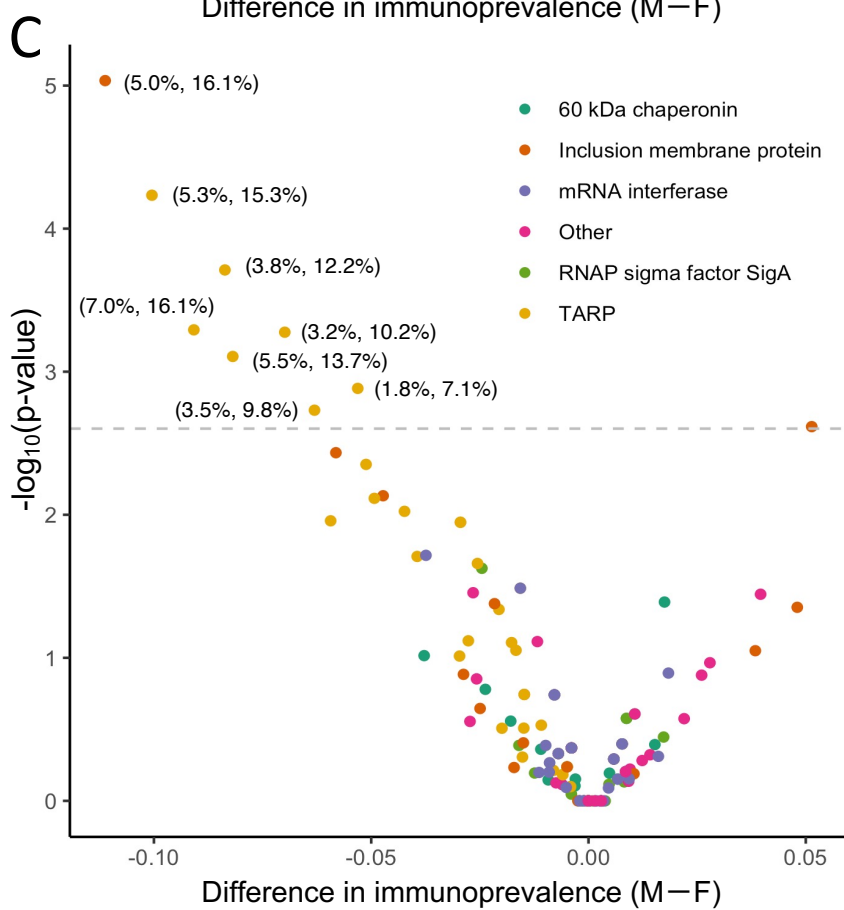 Difference in immunoprevalence (M−F)
C
5
4
3
2
1
0
-log₁₀(p-value)
(5.0%, 16.1%)
(5.3%, 15.3%)
(3.8%, 12.2%)
(7.0%, 16.1%)
(3.2%, 10.2%)
(5.5%, 13.7%)
(1.8%, 7.1%)
(3.5%, 9.8%)
60 kDa chaperonin
Inclusion membrane protein
mRNA interferase
Other
RNAP sigma factor SigA
TARP
-0.10 -0.05 0.00 0.05
Difference in immunoprevalence (M−F)